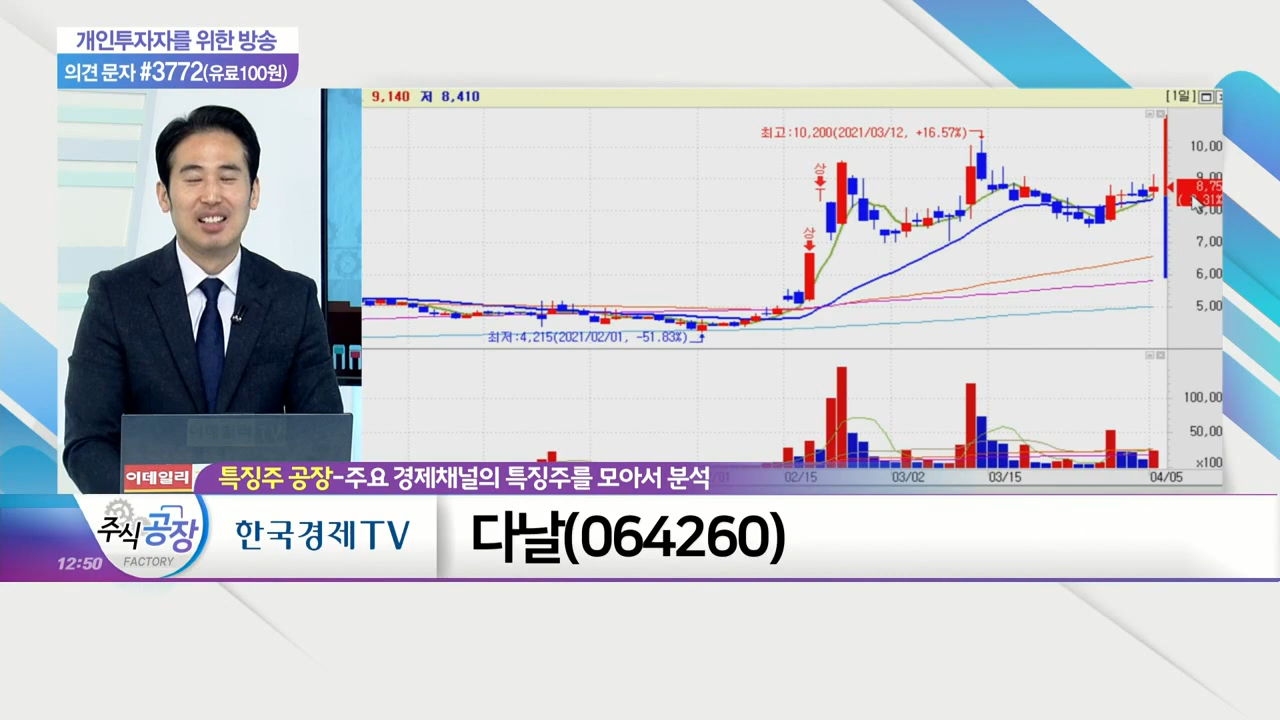 개인투자자를 위한 방송
의견 문자 #3772(유료100원)
9,140 저 8,410
[1일]
최고:10,200(2021/03/12, +16.57%)
상
상
최저:4,215(2021/02/01, -51.83%)
10,00
9,00
8,75
8,00
7,00
6,00
5,00
100,00
50,00
x100
02/15
03/02
03/15
04/05
이데일리
특징주 공장-주요 경제채널의 특징주를 모아서 분석
주식공장
FACTORY
12:50
한국경제TV
다날(064260)